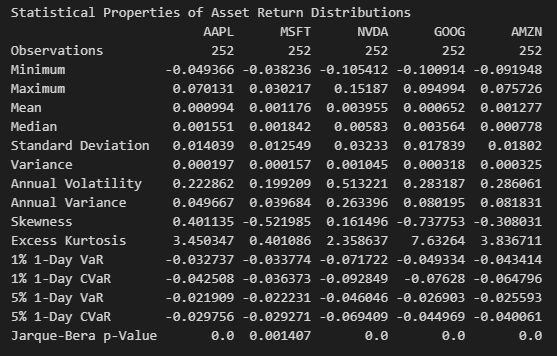 Statistical Properties of Asset Return Distributions
AAPL MSFT NVDA GOOG AMZN
Observations 252 252 252 252 252
Minimum -0.049366 -0.038236 -0.105412 -0.100914 -0.091948
Maximum 0.070131 0.030217 0.15187 0.094994 0.075726
Mean 0.000994 0.001176 0.003955 0.000652 0.001277
Median 0.001551 0.001842 0.00583 0.003564 0.000778
Standard Deviation 0.014039 0.012549 0.03233 0.017839 0.01802
Variance 0.000197 0.000157 0.001045 0.000318 0.000325
Annual Volatility 0.222862 0.199209 0.513221 0.283187 0.286061
Annual Variance 0.049667 0.039684 0.263396 0.080195 0.081831
Skewness 0.401135 -0.521985 0.161496 -0.737753 -0.308031
Excess Kurtosis 3.450347 0.401086 2.358637 7.63264 3.836711
1% 1-Day VaR -0.032737 -0.033774 -0.071722 -0.049334 -0.043414
1% 1-Day CVaR -0.042508 -0.036373 -0.092849 -0.07628 -0.064796
5% 1-Day VaR -0.021909 -0.022231 -0.046046 -0.026903 -0.025593
5% 1-Day CVaR -0.029756 -0.029271 -0.069409 -0.044969 -0.040061
Jarque-Bera p-Value 0.0 0.001407 0.0 0.0 0.0